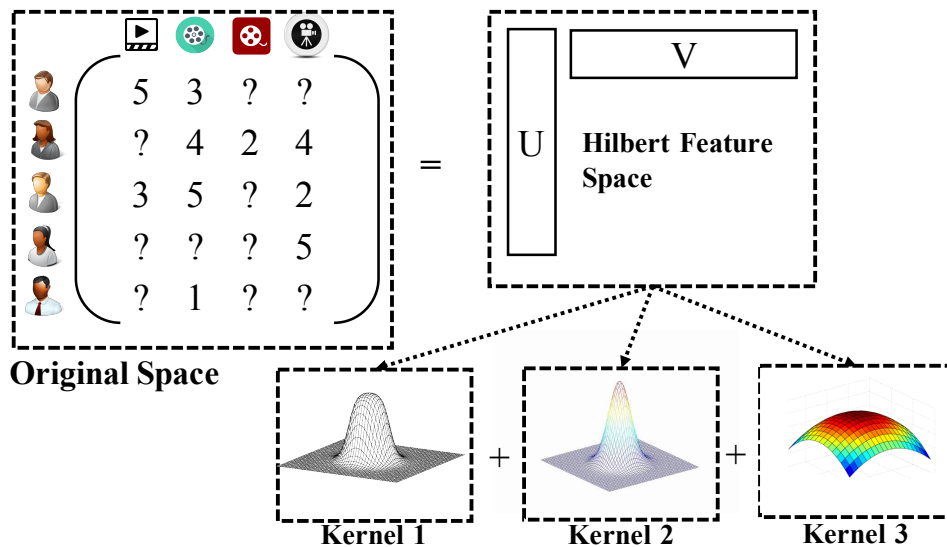 5 3 ? ?
? 4 2 4
3 5 ? 2
? ? ? 5
? 1 ? ?
Original Space
=
V
U
Hilbert Feature
Space
+
+
Kernel 1
Kernel 2
Kernel 3